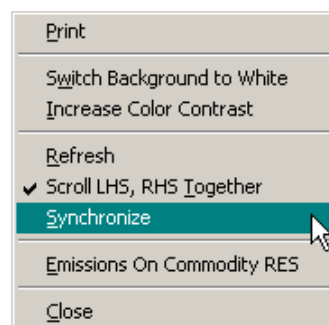 Print
Switch Background to White
Increase Color Contrast
Refresh
Scroll LHS, RHS Together
Synchronize
Emissions On Commodity RES
Close